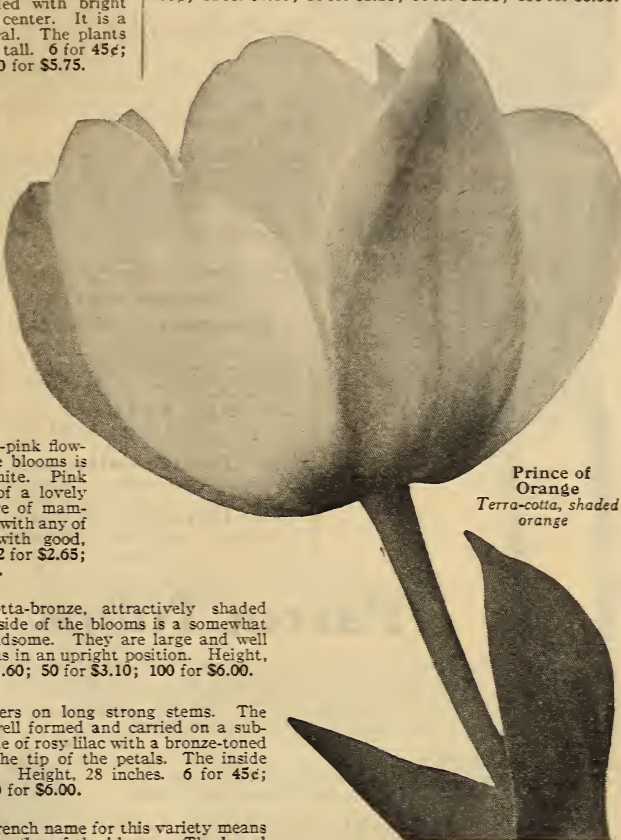 ed with bright
center. It is a
al. The plants
tall. 6 for 45¢;
0 for $5.75.
-pink flow-
e blooms is
hite. Pink
of a lovely
re of mam-
with any of
with good,
2 for $2.65;
Prince of
Orange
Terra-cotta, shaded
orange
tta-bronze, attractively shaded
side of the blooms is a somewhat
dsome. They are large and well
s in an upright position. Height,
.60; 50 for $3.10; 100 for $6.00.
ers on long strong stems. The
ell formed and carried on a sub-
e of rosy lilac with a bronze-toned
he tip of the petals. The inside
Height, 28 inches. 6 for 45¢;
for $6.00.
rench name for this variety means